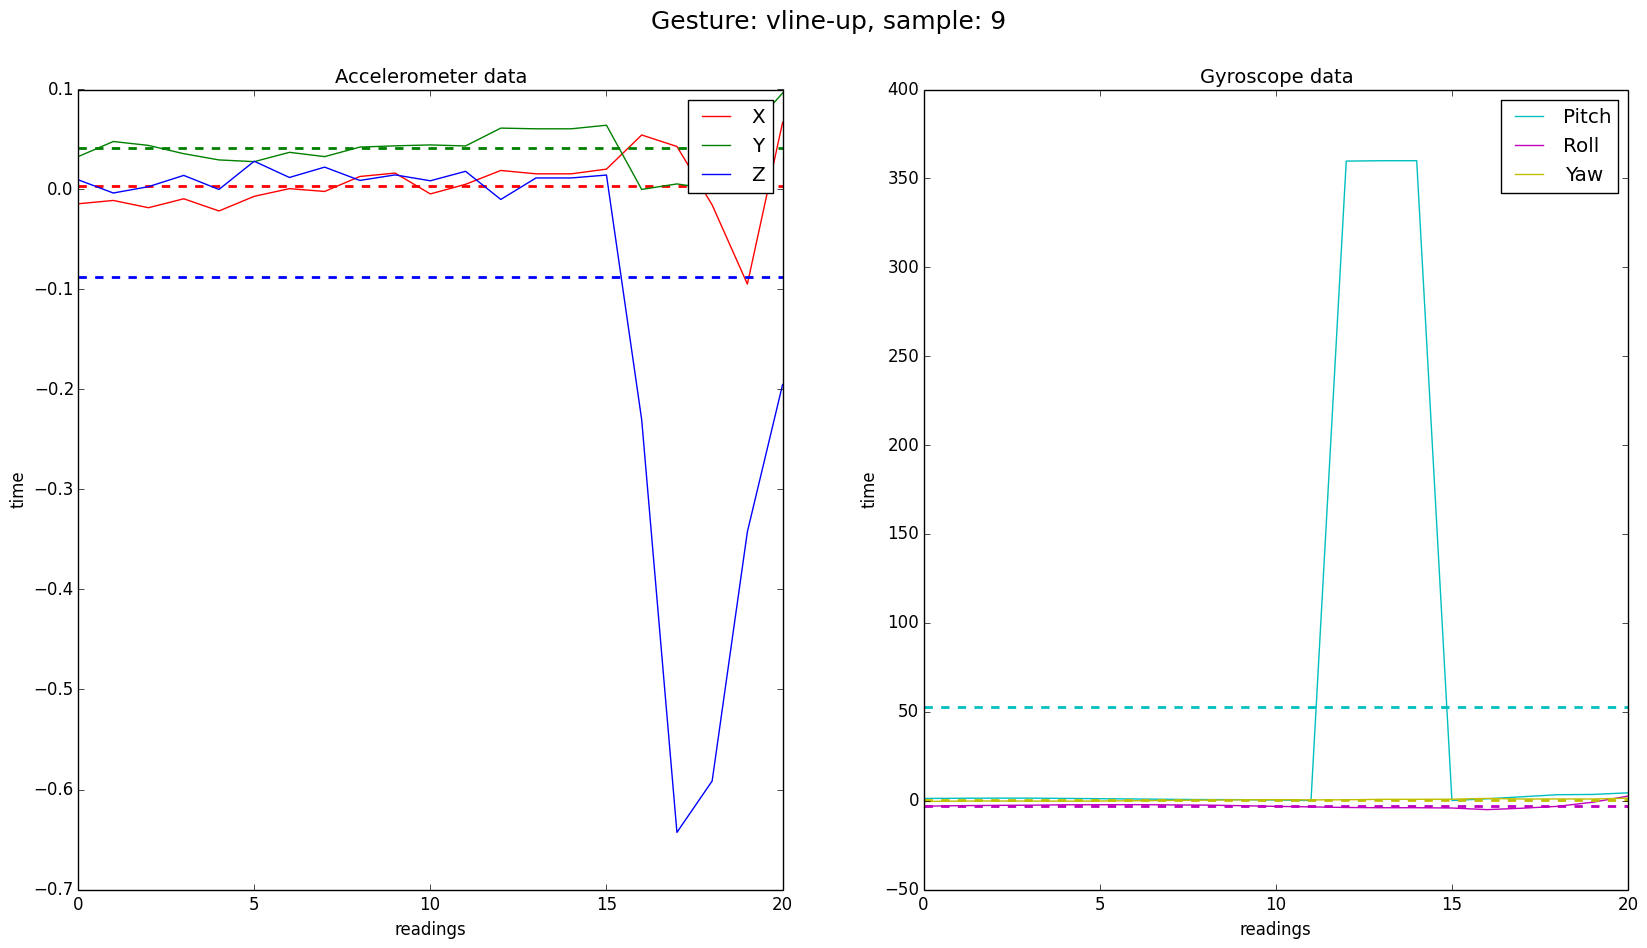 Gesture: vline-up, sample: 9
Accelerometer data
0.1
0.0
−0.1
−0.2
−0.3
−0.4
−0.5
−0.6
−0.7
time
0
5
10
15
20
readings
X
Y
Z
Gyroscope data
400
350
300
250
200
150
100
50
0
−50
time
0
5
10
15
20
readings
Pitch
Roll
Yaw